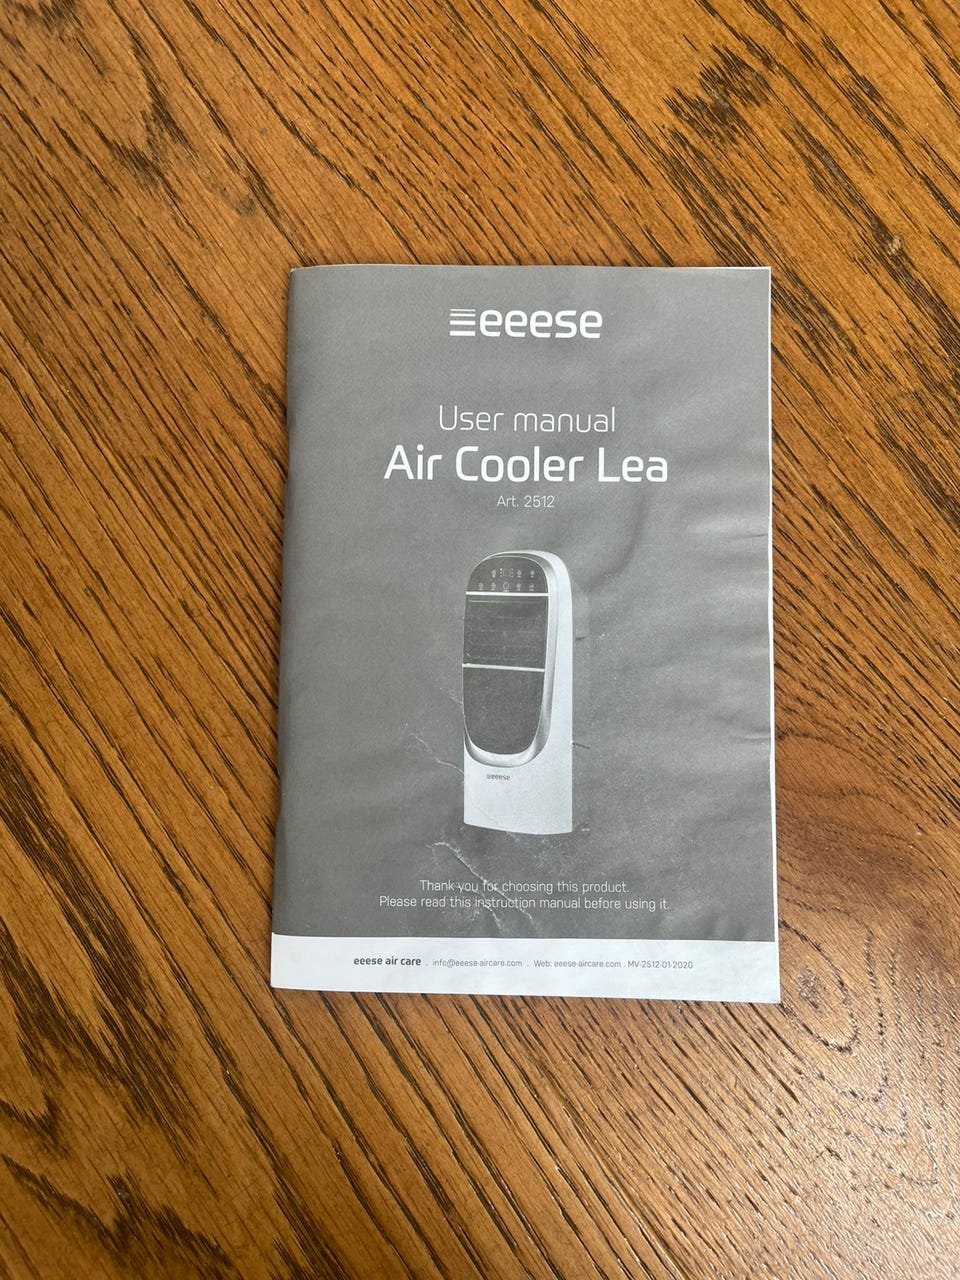 eeese
User manual
Air Cooler Lea
Art. 2512
eeese
Thank you for choosing this product.
Please read this instruction manual before using it.
eeese air care . info@eeese-aircare.com . Web: eeese-aircare.com . MV-2512-01-2020